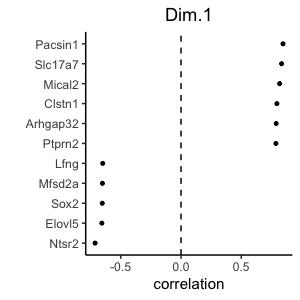 Dim.1
Pacsin1
Slc17a7
Mical2
Clstn1
Arhgap32
Ptprn2
Lfng
Mfsd2a
Sox2
Elovl5
Ntsr2
-0.5 0.0 0.5
correlation